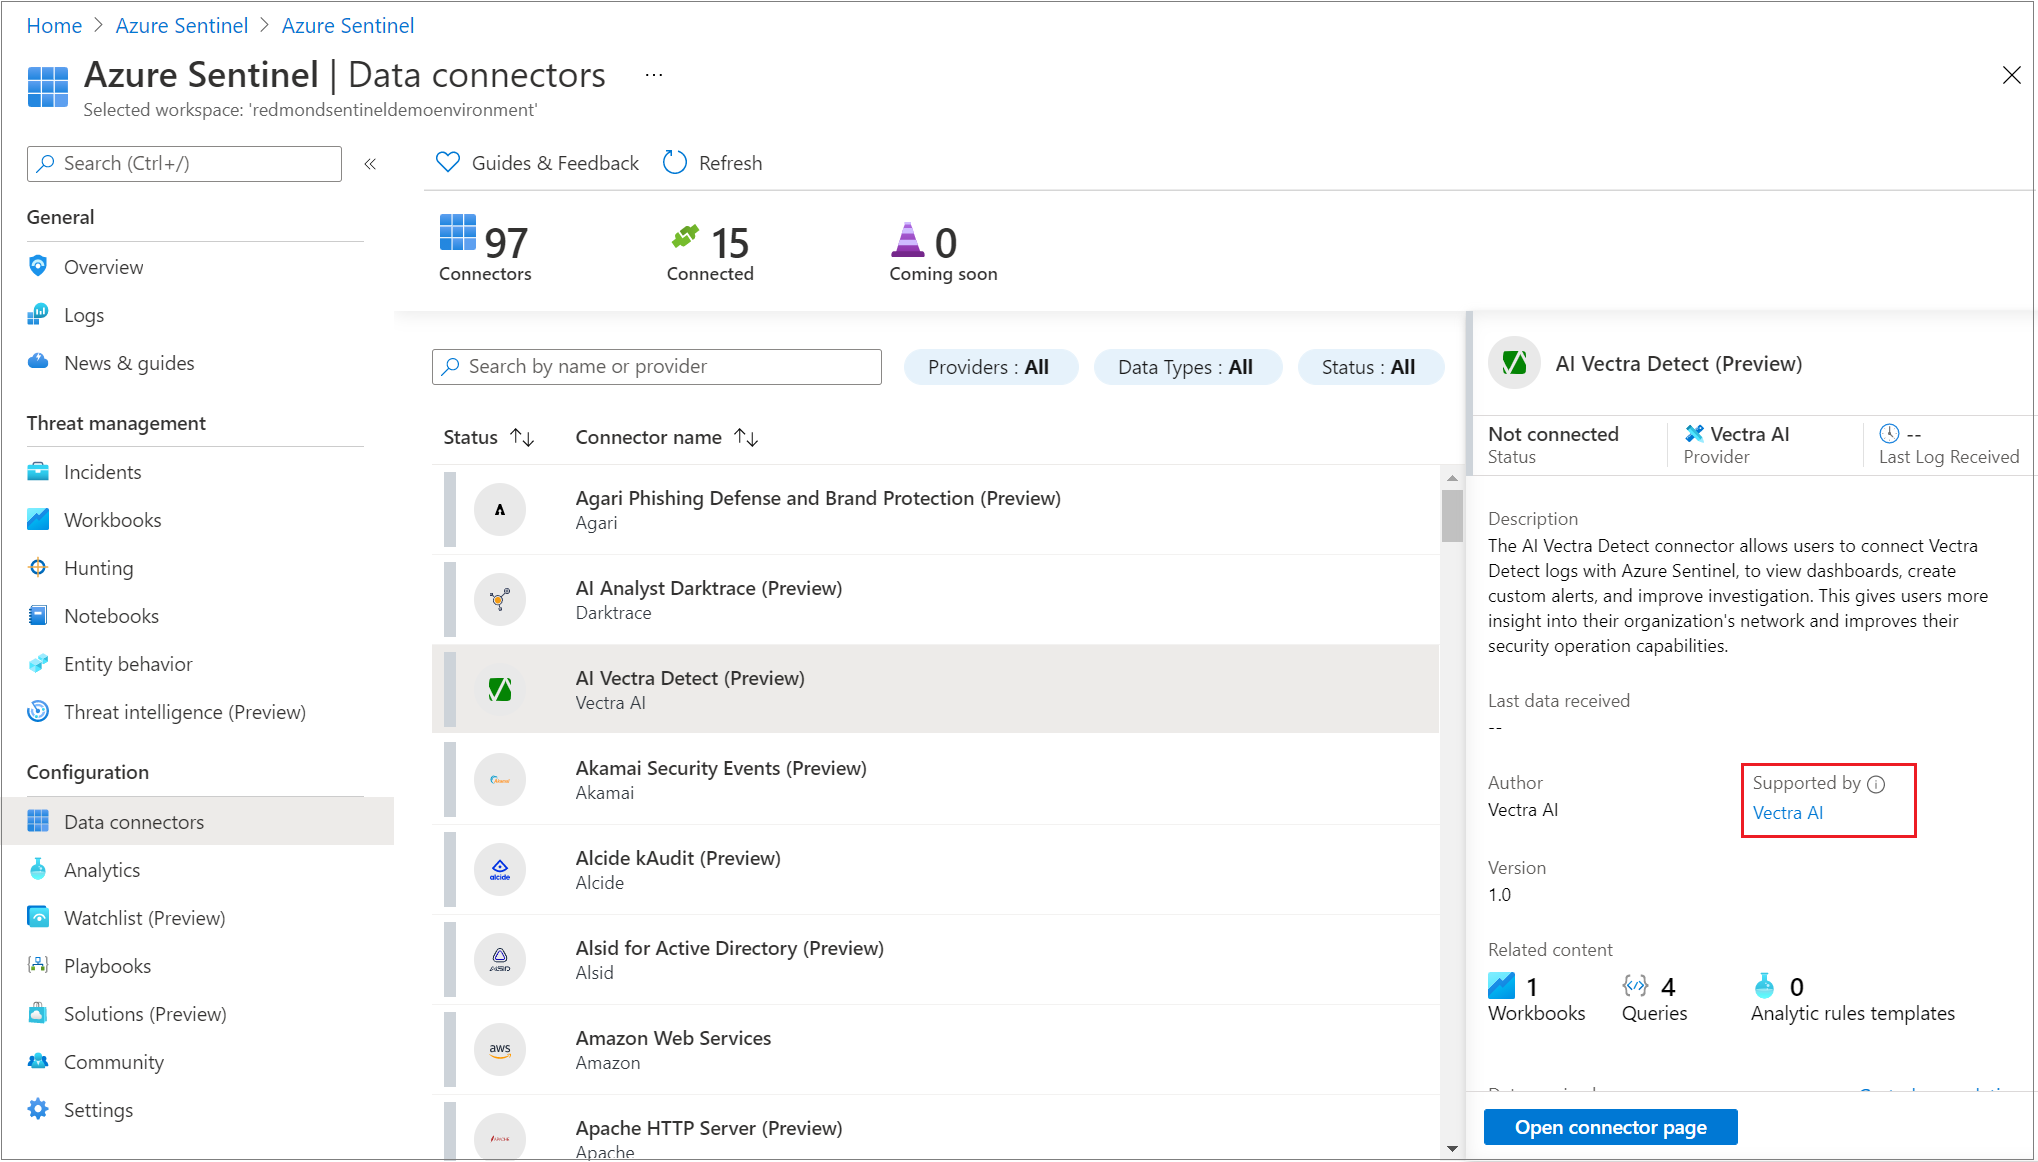 Home > Azure Sentinel > Azure Sentinel
Azure Sentinel | Data connectors ...
Selected workspace: 'redmondsentineldemoenvironment'
Search (Ctrl+/) «
General
Overview
Logs
News & guides
Threat management
Incidents
Workbooks
Hunting
Notebooks
Entity behavior
Threat intelligence (Preview)
Configuration
Data connectors
Analytics
Watchlist (Preview)
Playbooks
Solutions (Preview)
Community
Settings
Guides & Feedback Refresh
97 Connectors
15 Connected
0 Coming soon
Search by name or provider
Providers : All Data Types : All Status : All
Status Connector name
Agari Phishing Defense and Brand Protection (Preview)
Agari
AI Analyst Darktrace (Preview)
Darktrace
AI Vectra Detect (Preview)
Vectra AI
Akamai Security Events (Preview)
Akamai
alcide
Alcide kAudit (Preview)
Alcide
ALSID
Alsid for Active Directory (Preview)
Alsid
aws
Amazon Web Services
Amazon
Apache HTTP Server (Preview)
Apache
AI Vectra Detect (Preview)
Not connected
Status
Vectra AI
Provider
--
Last Log Received
Description
The AI Vectra Detect connector allows users to connect Vectra
Detect logs with Azure Sentinel, to view dashboards, create
custom alerts, and improve investigation. This gives users more
insight into their organization's network and improves their
security operation capabilities.
Last data received
--
Author
Vectra AI
Supported by
Vectra AI
Version
1.0
Related content
1 Workbooks
4 Queries
0 Analytic rules templates
Open connector page